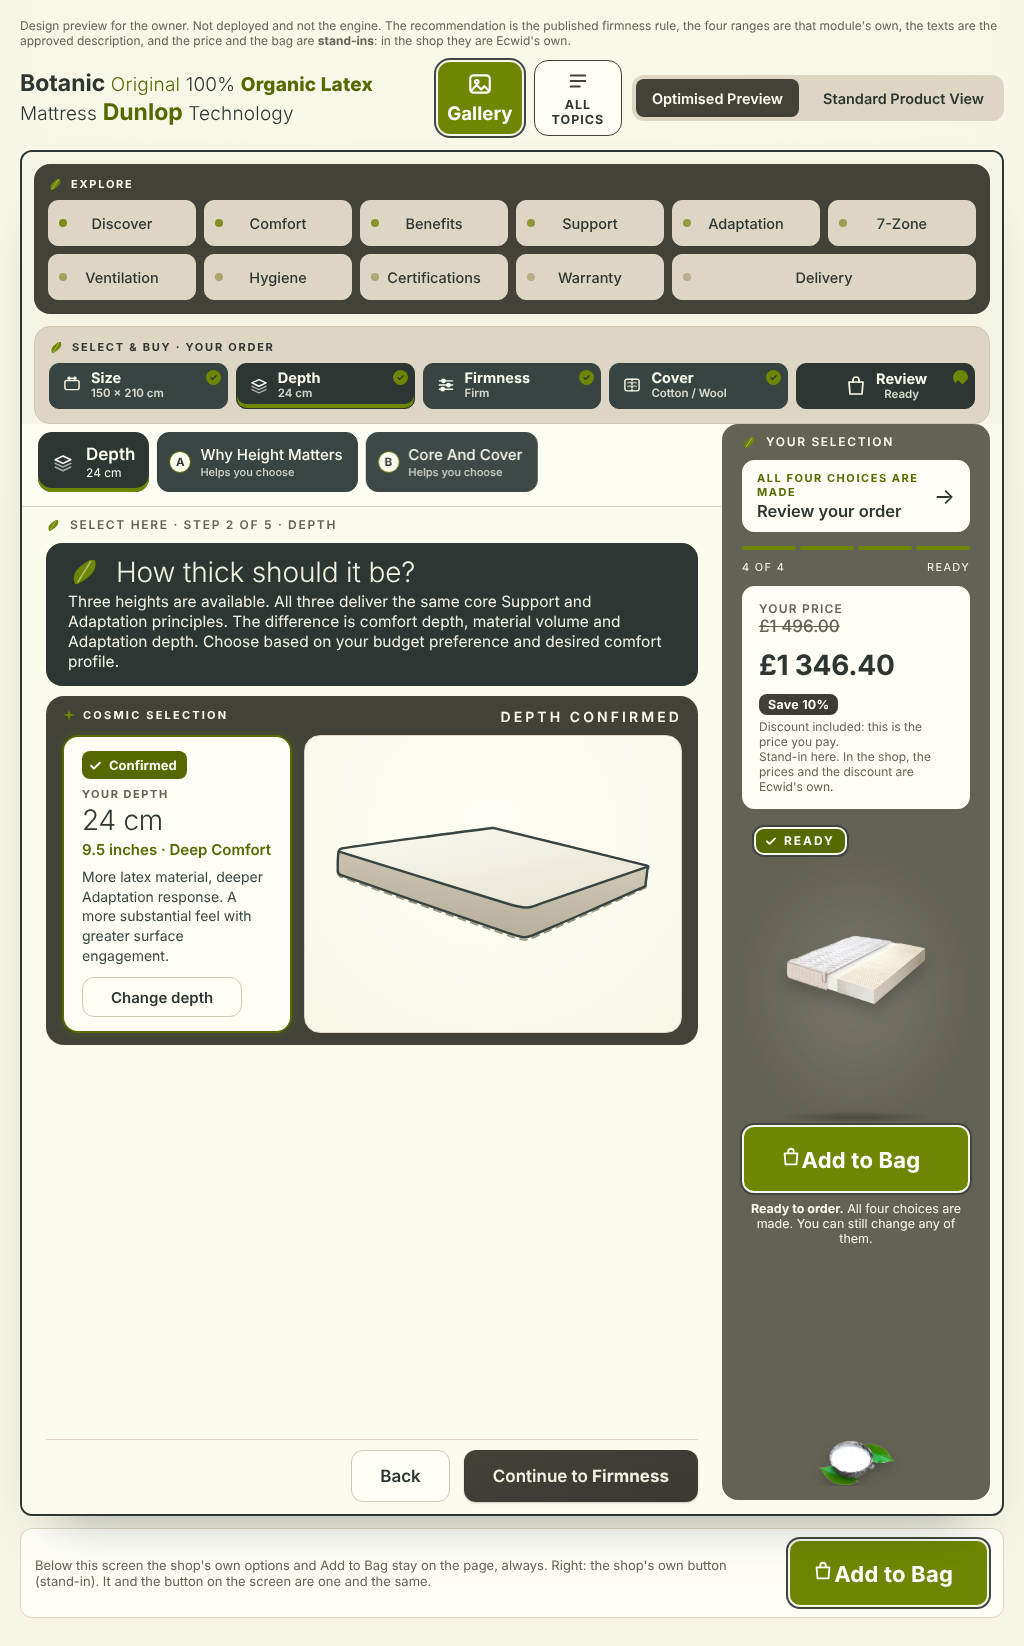 Design preview for the owner. Not deployed and not the engine. The recommendation is the published firmness rule, the four ranges are that module's own, the texts are the
approved description, and the price and the bag are stand-ins: in the shop they are Ecwid's own.
Botanic Original 100% Organic Latex
Mattress Dunlop Technology
Gallery
ALL
TOPICS
Optimised Preview
Standard Product View
EXPLORE
Discover
Comfort
Benefits
Support
Adaptation
7-Zone
Ventilation
Hygiene
Certifications
Warranty
Delivery
SELECT & BUY · YOUR ORDER
Size
150 × 210 cm
Depth
24 cm
Firmness
Firm
Cover
Cotton / Wool
Review
Ready
Depth
24 cm
A
Why Height Matters
Helps you choose
B
Core And Cover
Helps you choose
SELECT HERE · STEP 2 OF 5 · DEPTH
How thick should it be?
Three heights are available. All three deliver the same core Support and
Adaptation principles. The difference is comfort depth, material volume and
Adaptation depth. Choose based on your budget preference and desired comfort
profile.
COSMIC SELECTION
DEPTH CONFIRMED
Confirmed
YOUR DEPTH
24 cm
9.5 inches · Deep Comfort
More latex material, deeper
Adaptation response. A
more substantial feel with
greater surface
engagement.
Change depth
Back
Continue to Firmness
YOUR SELECTION
ALL FOUR CHOICES ARE
MADE
Review your order
4 OF 4
READY
YOUR PRICE
£1 496.00
£1 346.40
Save 10%
Discount included: this is the
price you pay.
Stand-in here. In the shop, the
prices and the discount are
Ecwid's own.
READY
Add to Bag
Ready to order. All four choices are
made. You can still change any of
them.
Below this screen the shop's own options and Add to Bag stay on the page, always. Right: the shop's own button
(stand-in). It and the button on the screen are one and the same.
Add to Bag